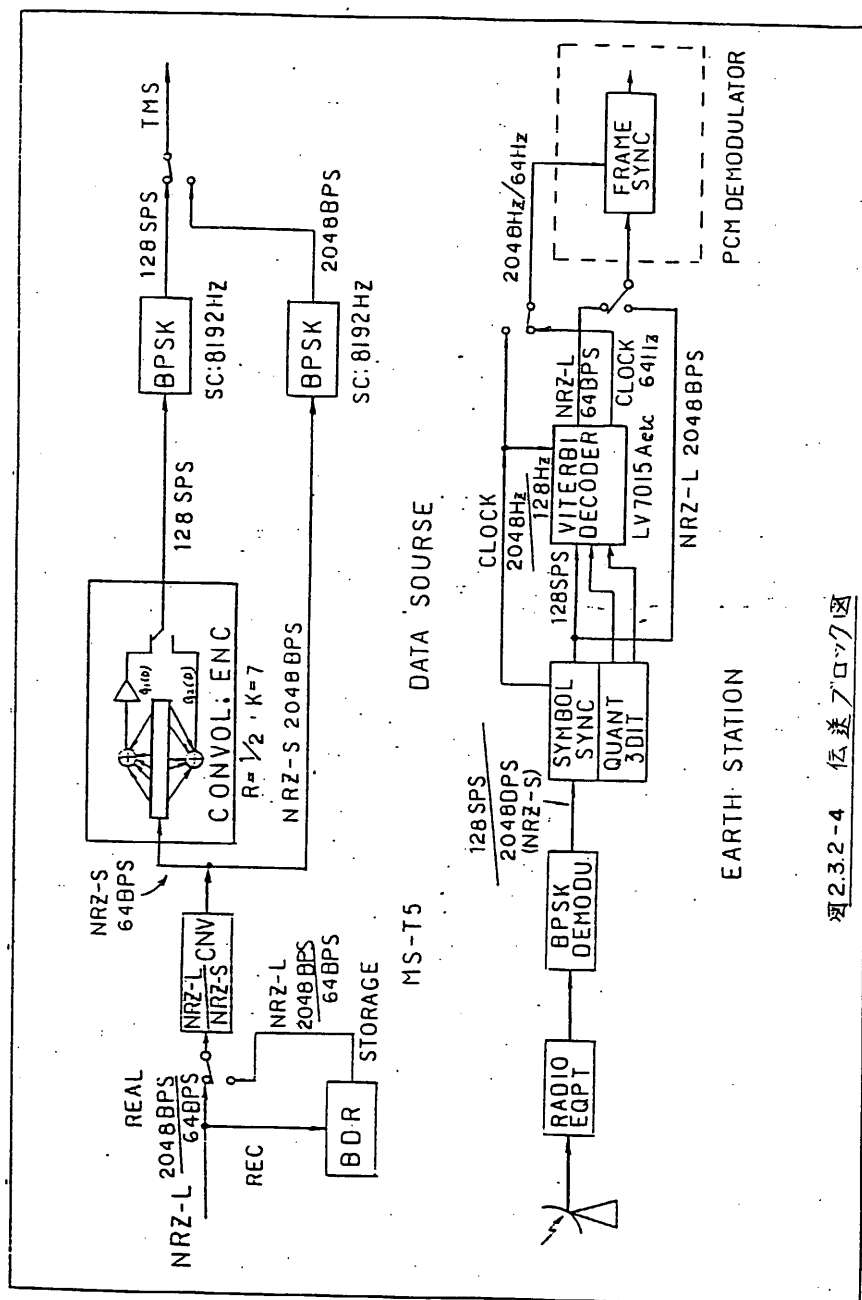 NRZ-L
2048BPS
64BPS
REAL
REC
BDR
STORAGE
NRZ-L
2048BPS
64BPS
NRZ-L
NRZ-S
CNV
NRZ-S
64BPS
CONVOL. ENC
R=1/2 · K=7
NRZ-S 2048BPS
128 SPS
BPSK
SC:8192HZ
128 SPS
BPSK
SC:8192HZ
2048BPS
TMS
MS-T5
DATA SOURSE
RADIO
EQPT
BPSK
DEMODU.
128SPS
2048DPS
(NRZ-S)
SYMBOL
SYNC
QUANT
3DIT
CLOCK
2048Hz
128Hz
128SPS
VITERBI
DECODER
LV7015Aetc
NRZ-L
64BPS
CLOCK
64Hz
NRZ-L 2048BPS
2048Hz/64Hz
FRAME
SYNC
PCM DEMODULATOR
EARTH STATION
図2.3.2-4 伝送ブロック図